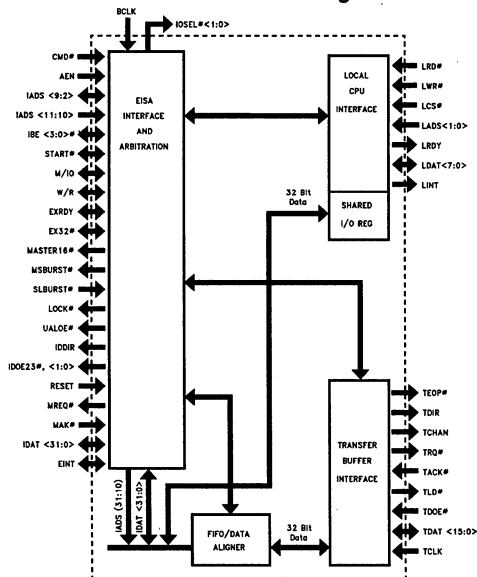 BCLK
IOSEL#<1:0>
CMD#
AEN
IADS <9:2>
IADS <11:10>
IBE <3:0>#
START#
M/IO
W/R
EXRDY
EX32#
MASTER16#
MSBURST#
SLBURST#
LOCK#
UALOE#
IDDIR
IDOE23#, <1:0>
RESET
MREQ#
MAK#
IDAT <31:0>
EINT
EISA
INTERFACE
AND
ARBITRATION
LOCAL
CPU
INTERFACE
SHARED
I/O REG
32 Bit
Data
LRD#
LWR#
LCS#
LADS<1:0>
LRDY
LDAT<7:0>
LINT
TRANSFER
BUFFER
INTERFACE
TEOP#
TDIR
TCHAN
TRQ#
TACK#
TLD#
TDOE#
TDAT <15:0>
TCLK
IADS (31:10)
IDAT <31:0>
FIFO/DATA
ALIGNER
32 Bit
Data